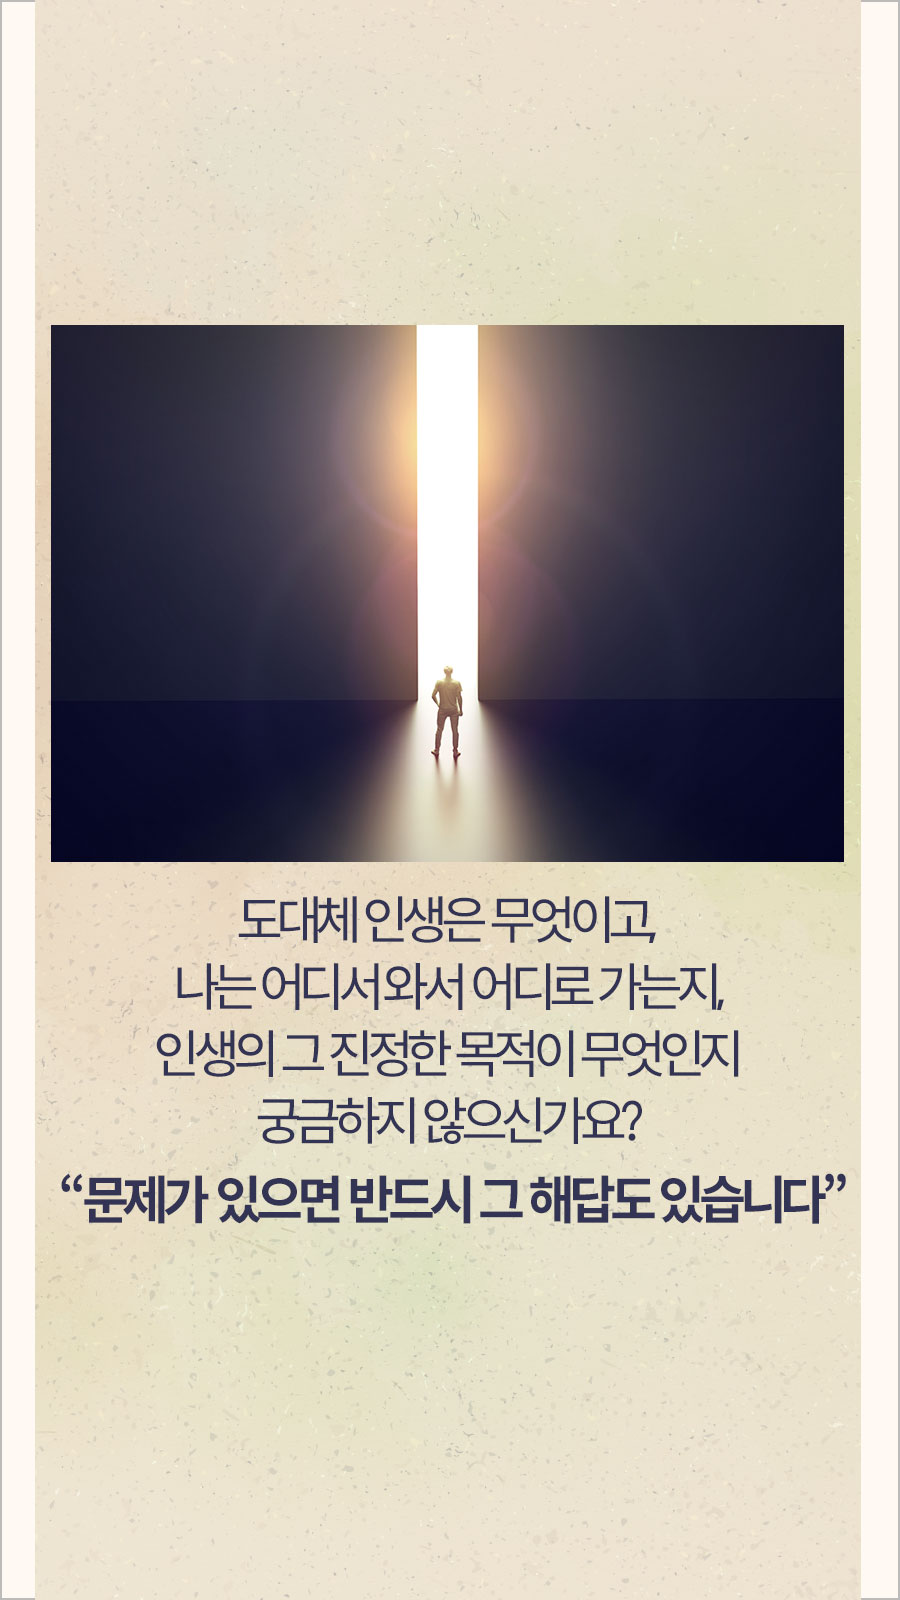 도대체 인생은 무엇이고,
나는 어디서 와서 어디로 가는지,
인생의 그 진정한 목적이 무엇인지
궁금하지 않으신가요?
“문제가 있으면 반드시 그 해답도 있습니다”